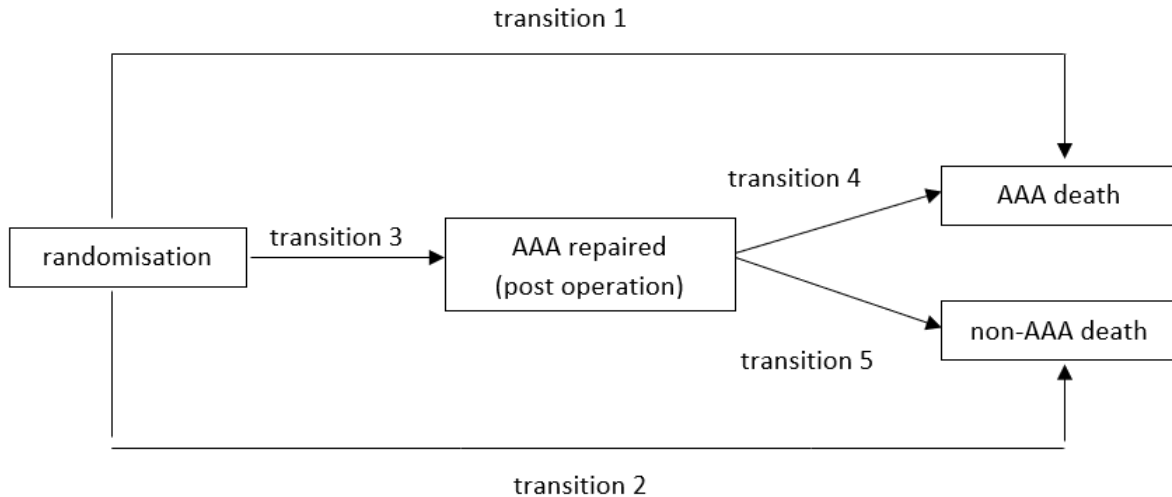 transition 1
transition 4
AAA death
randomisation
transition 3
AAA repaired
(post operation)
non-AAA death
transition 5
transition 2